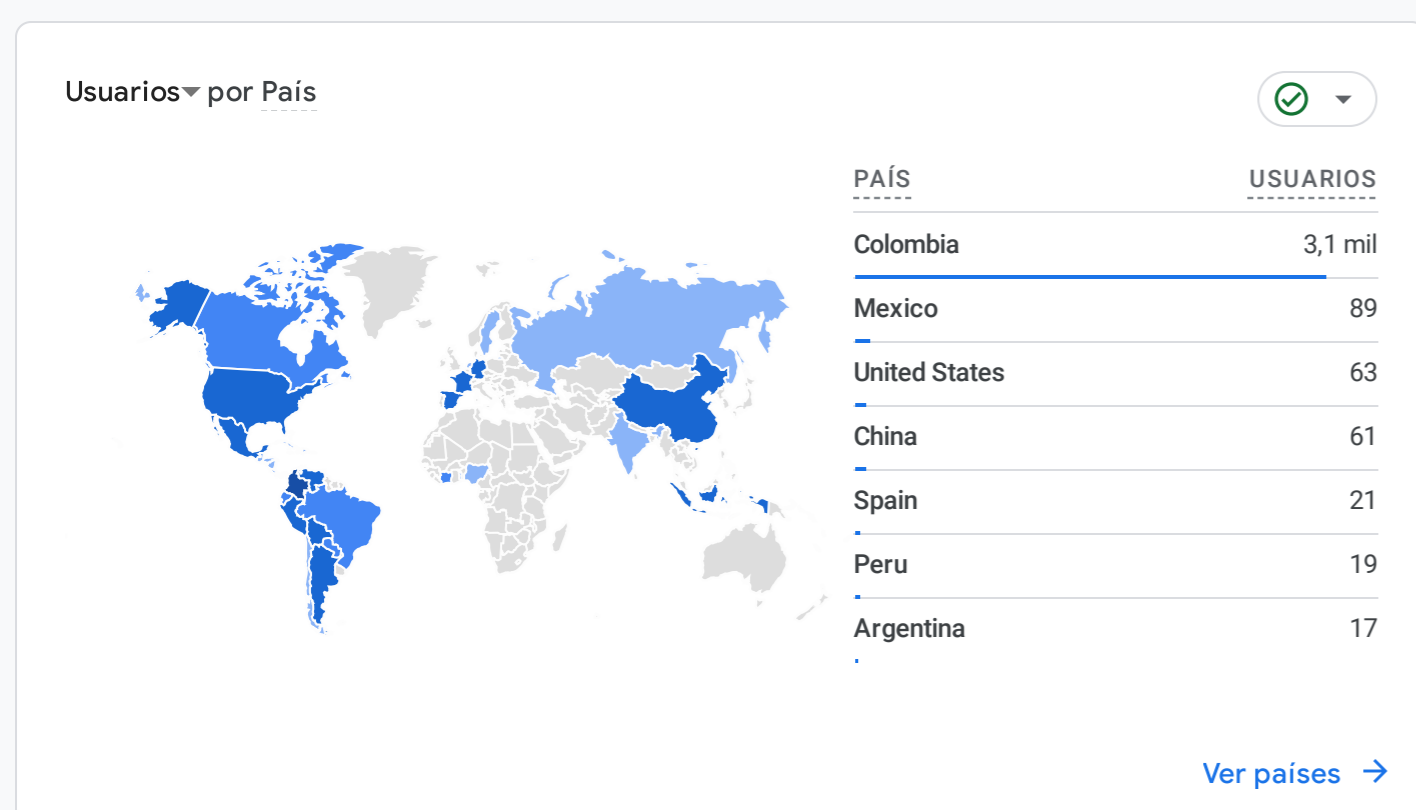 Usuarios por País
PAÍS USUARIOS
Colombia 3,1 mil
Mexico 89
United States 63
China 61
Spain 21
Peru 19
Argentina 17
Ver países